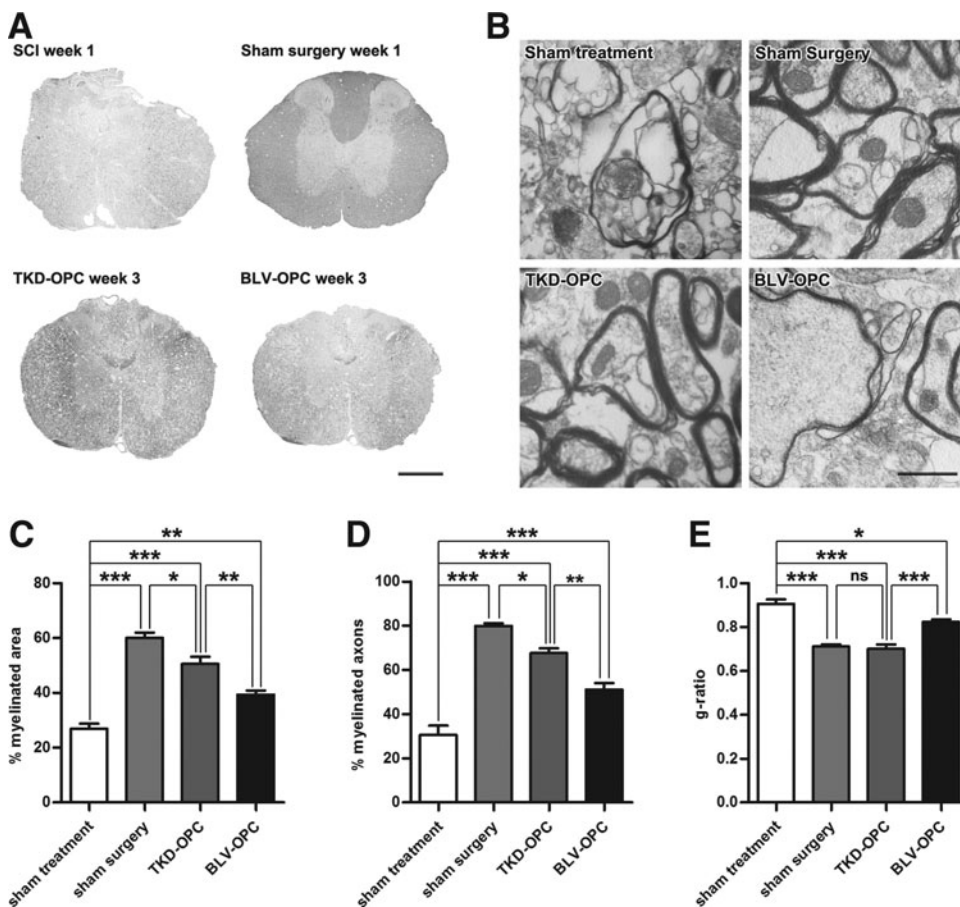 A
SCI week 1
Sham surgery week 1
TKD-OPC week 3
BLV-OPC week 3
B
Sham treatment
Sham Surgery
TKD-OPC
BLV-OPC
C
**
***
*** * **
% myelinated area
80
60
40
20
0
sham treatment
sham surgery
TKD-OPC
BLV-OPC
D
***
***
*** * **
% myelinated axons
100
80
60
40
20
0
sham treatment
sham surgery
TKD-OPC
BLV-OPC
E
*
***
*** ns ***
g-ratio
1.0
0.8
0.6
0.4
0.2
0.0
sham treatment
sham surgery
TKD-OPC
BLV-OPC